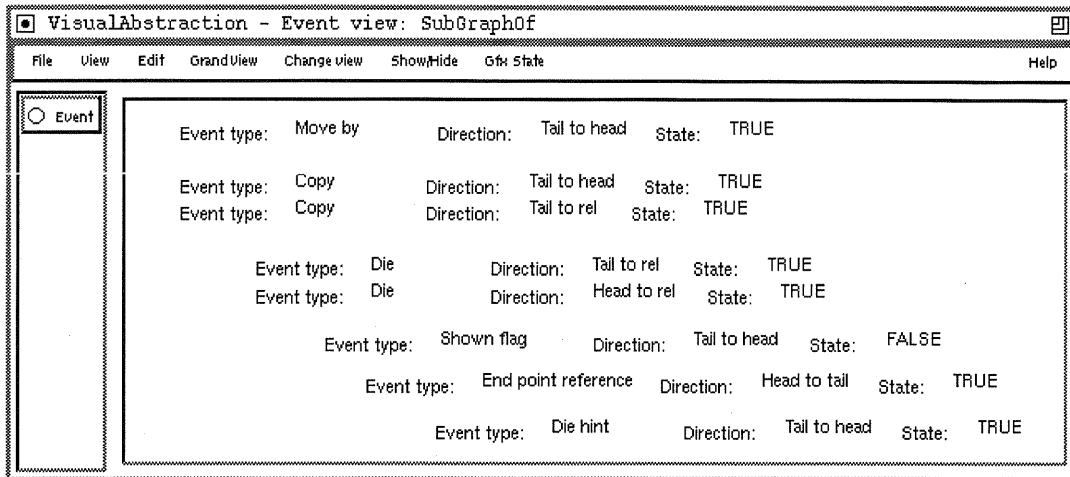 VisualAbstraction - Event view: SubGraphOf
File View Edit GrandView Change view Show/Hide Gfx State Help
Event
Event type: Move by Direction: Tail to head State: TRUE
Event type: Copy Direction: Tail to head State: TRUE
Event type: Copy Direction: Tail to rel State: TRUE
Event type: Die Direction: Tail to rel State: TRUE
Event type: Die Direction: Head to rel State: TRUE
Event type: Shown flag Direction: Tail to head State: FALSE
Event type: End point reference Direction: Head to tail State: TRUE
Event type: Die hint Direction: Tail to head State: TRUE